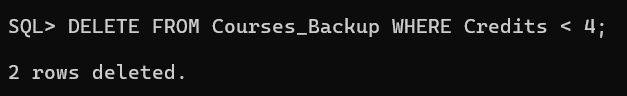 SQL> DELETE FROM Courses_Backup WHERE Credits < 4;
2 rows deleted.